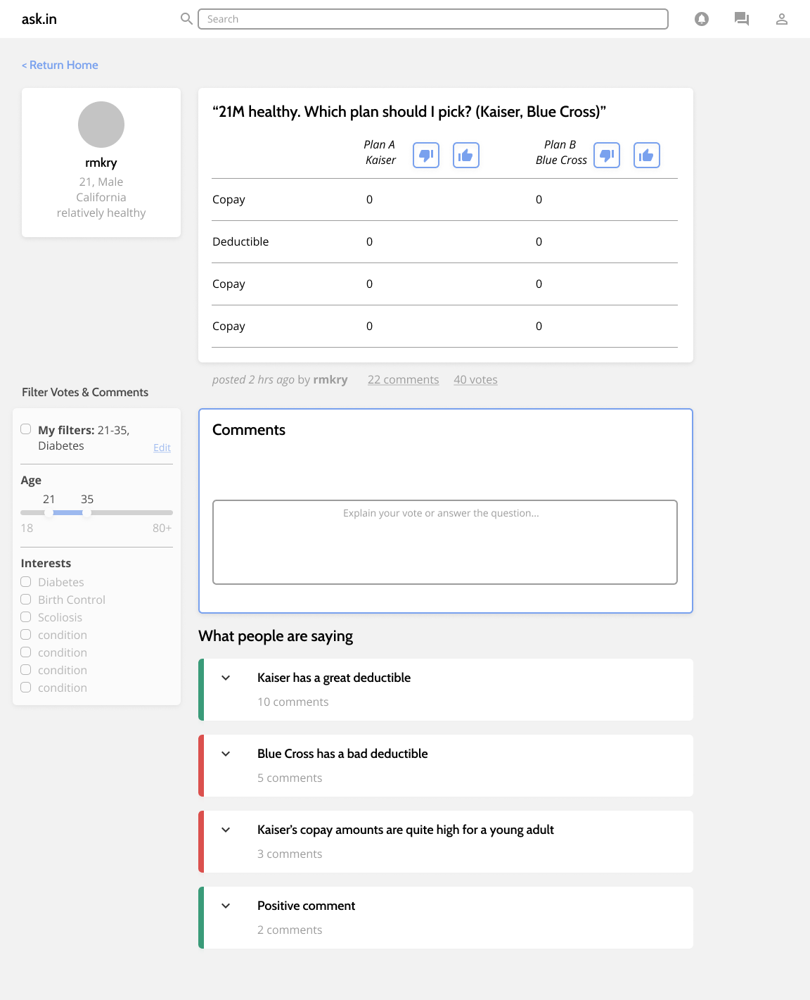 ask.in
Search
< Return Home
rmkry
21, Male
California
relatively healthy
“21M healthy. Which plan should I pick? (Kaiser, Blue Cross)”
Plan A
Kaiser
Plan B
Blue Cross
Copay 0 0
Deductible 0 0
Copay 0 0
Copay 0 0
posted 2 hrs ago by rmkry 22 comments 40 votes
Filter Votes & Comments
My filters: 21-35,
Diabetes
Edit
Age
21 35
18 80+
Interests
Diabetes
Birth Control
Scoliosis
condition
condition
condition
condition
Comments
Explain your vote or answer the question...
What people are saying
Kaiser has a great deductible
10 comments
Blue Cross has a bad deductible
5 comments
Kaiser’s copay amounts are quite high for a young adult
3 comments
Positive comment
2 comments